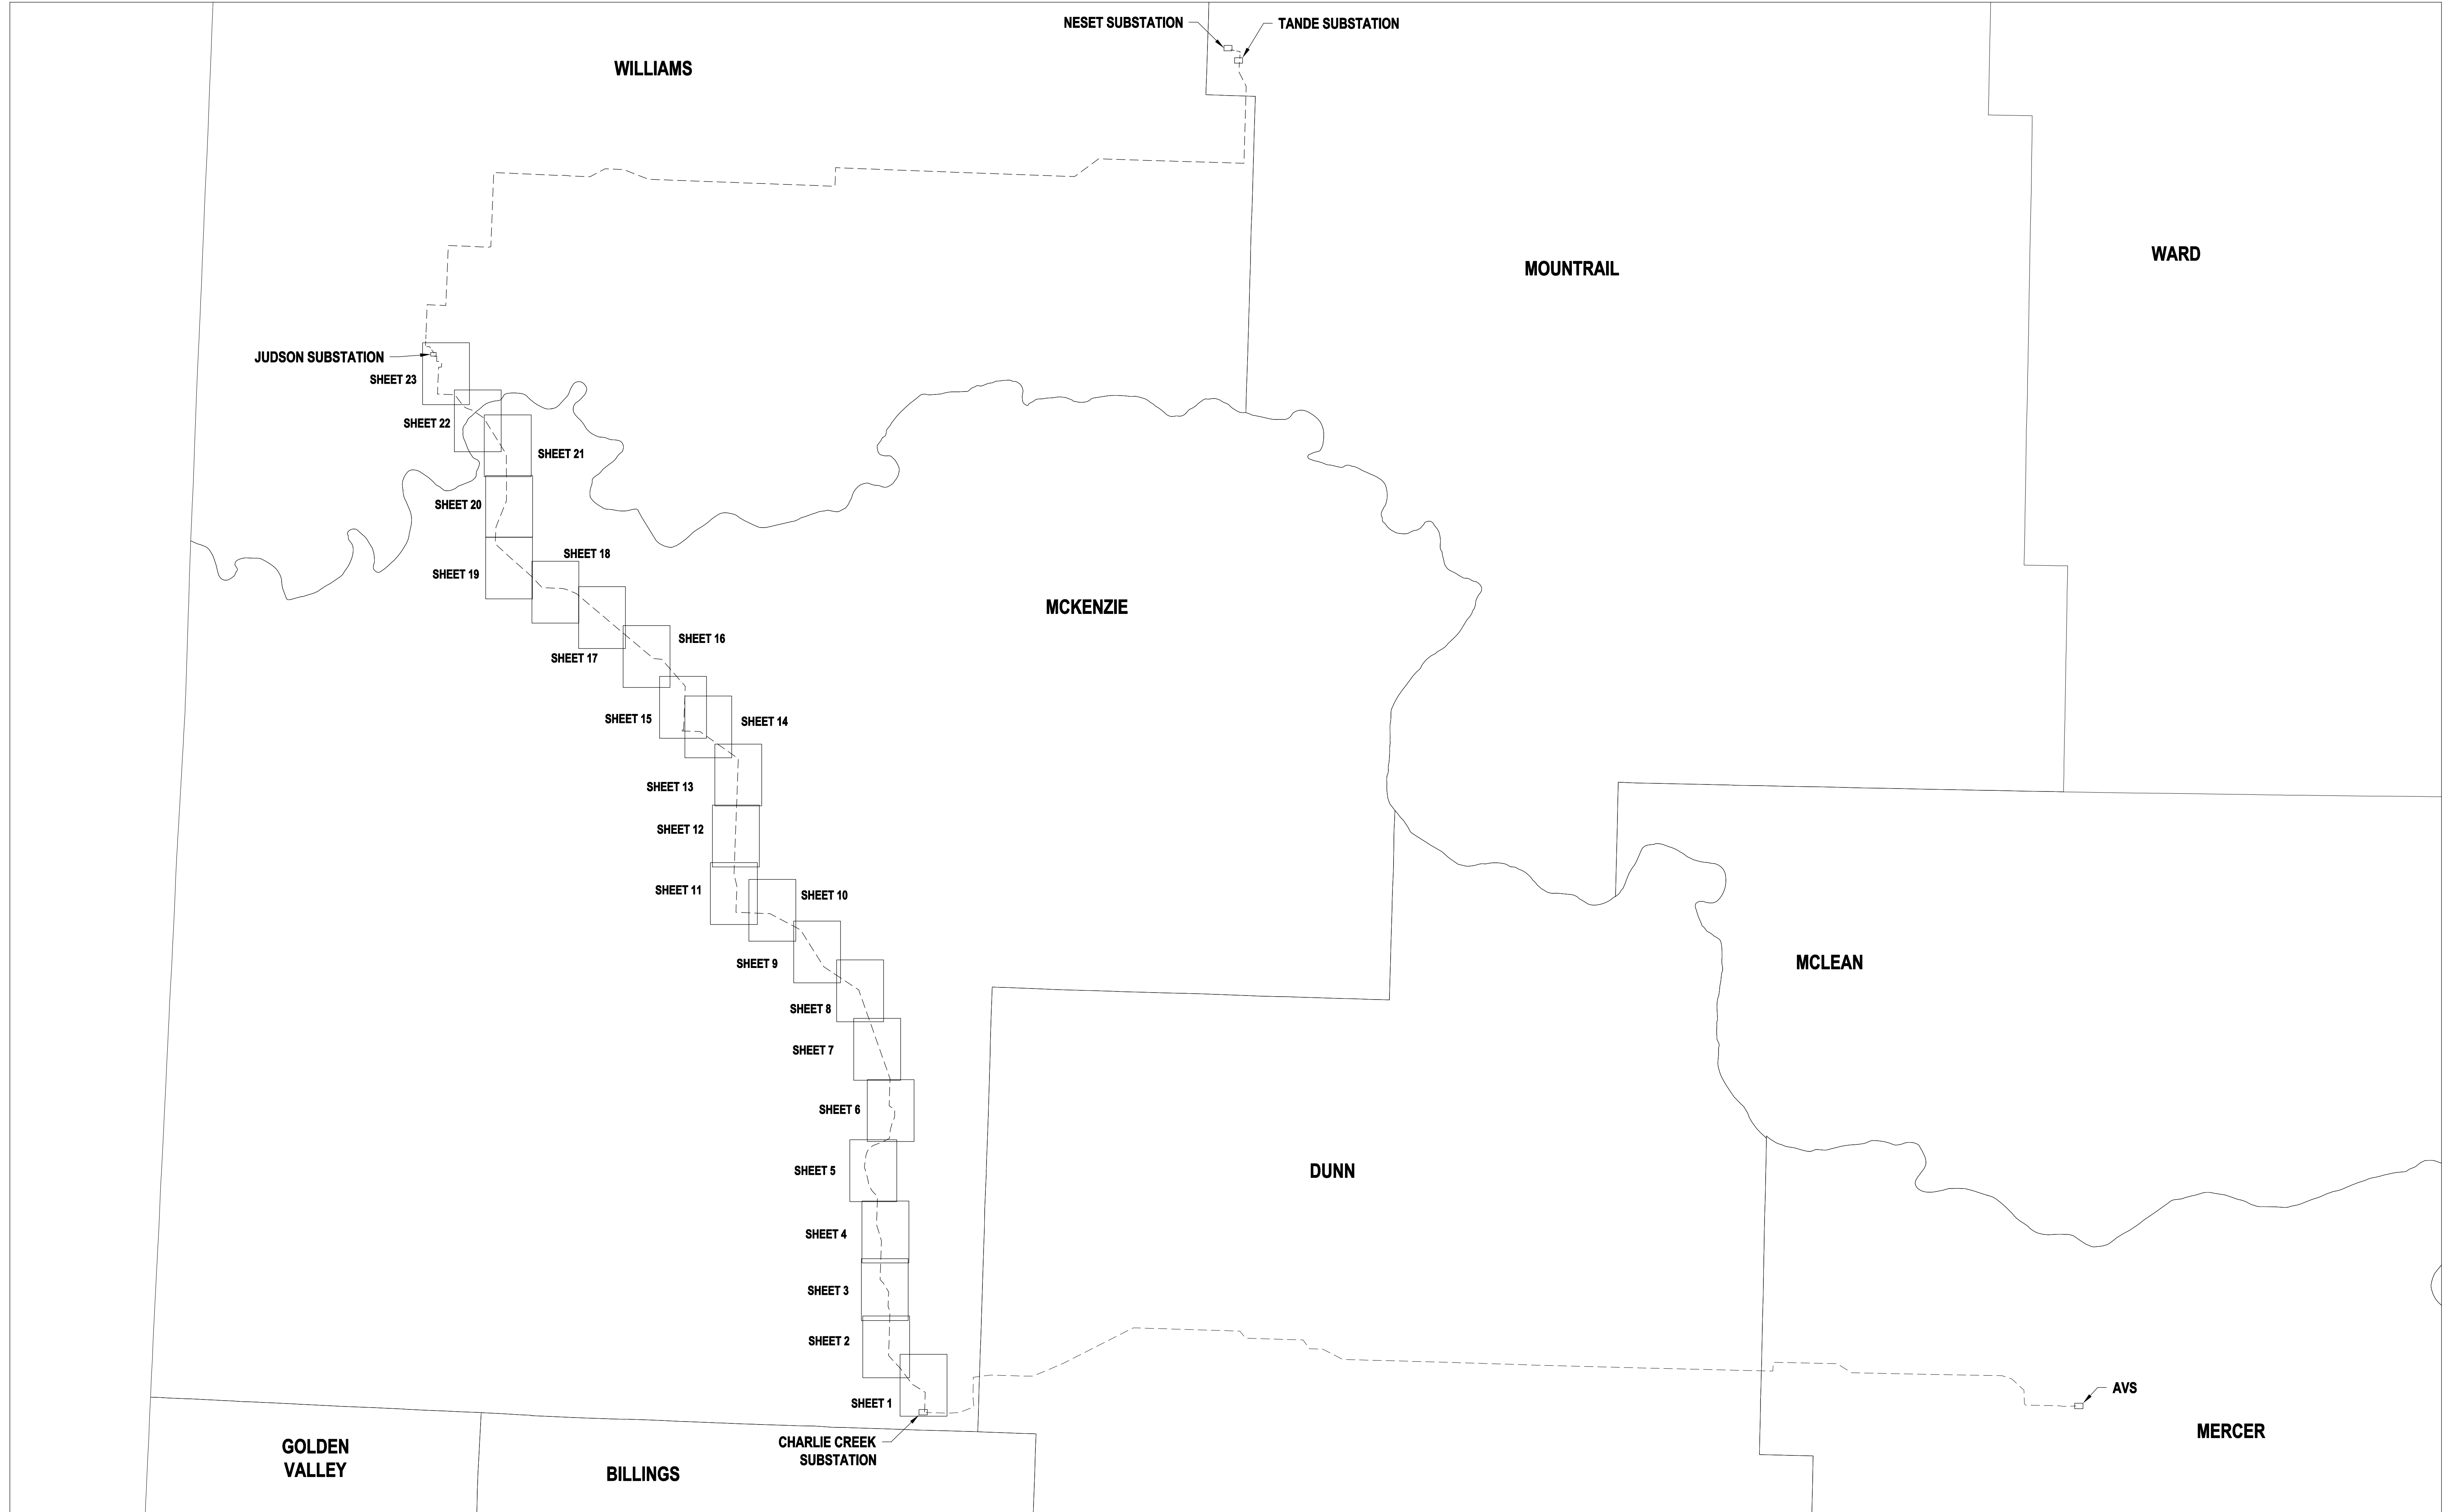 NESET SUBSTATION
TANDE SUBSTATION
WILLIAMS
WARD
MOUNTRAIL
JUDSON SUBSTATION
SHEET 23
SHEET 22
SHEET 21
SHEET 20
SHEET 18
SHEET 19
MCKENZIE
SHEET 16
SHEET 17
SHEET 15
SHEET 14
SHEET 13
SHEET 12
SHEET 11
SHEET 10
SHEET 9
MCLEAN
SHEET 8
SHEET 7
SHEET 6
SHEET 5
DUNN
SHEET 4
SHEET 3
SHEET 2
AVS
SHEET 1
MERCER
CHARLIE CREEK
SUBSTATION
GOLDEN
VALLEY
BILLINGS